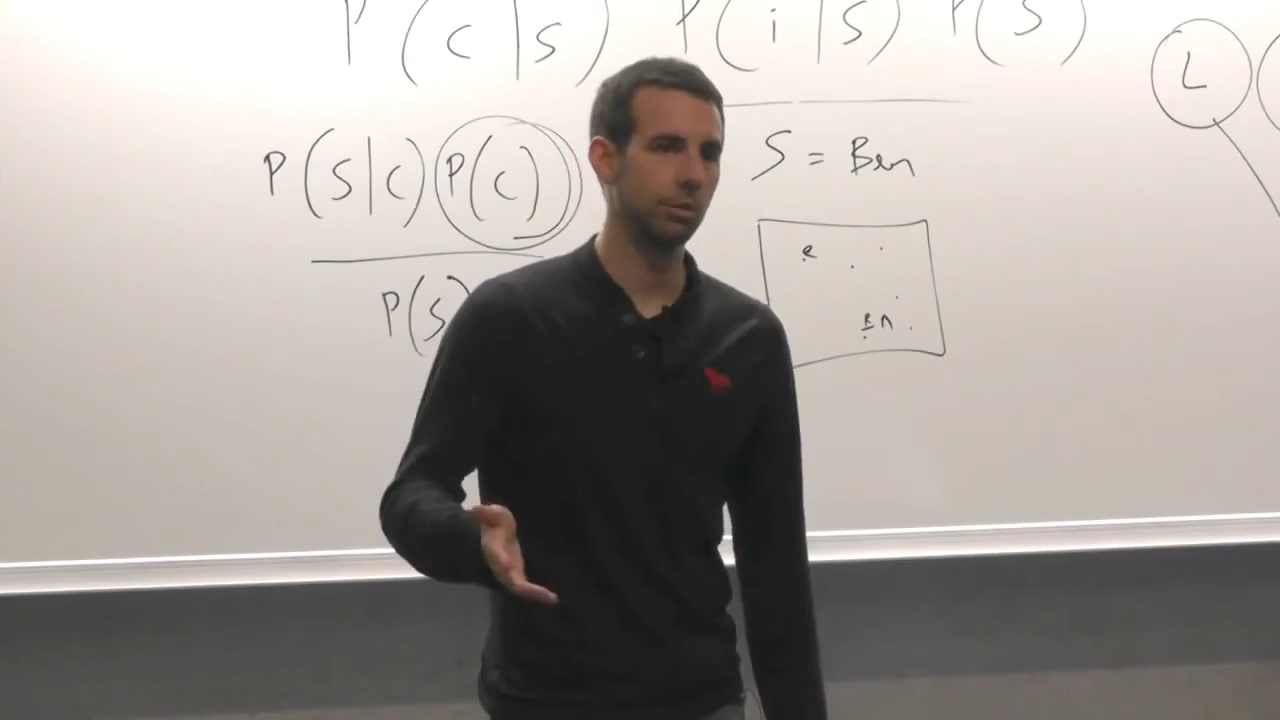 P(c|s) P(i|s) P(s)
L
P(S|C) P(C)
S = Ben
P(S)